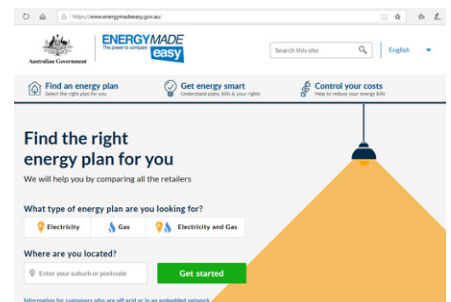 https://www.energymadeeasy.gov.au/
Australian Government
ENERGYMADE
The power to compare
easy
Search this site
English
Find an energy plan
Select the right plan for you
Get energy smart
Understand plans, bills & your rights
Control your costs
Help to reduce your energy bills
Find the right
energy plan for you
We will help you by comparing all the retailers
What type of energy plan are you looking for?
Electricity
Gas
Electricity and Gas
Where are you located?
Enter your suburb or postcode
Get started
Information for customers who are off-grid or in an embedded network